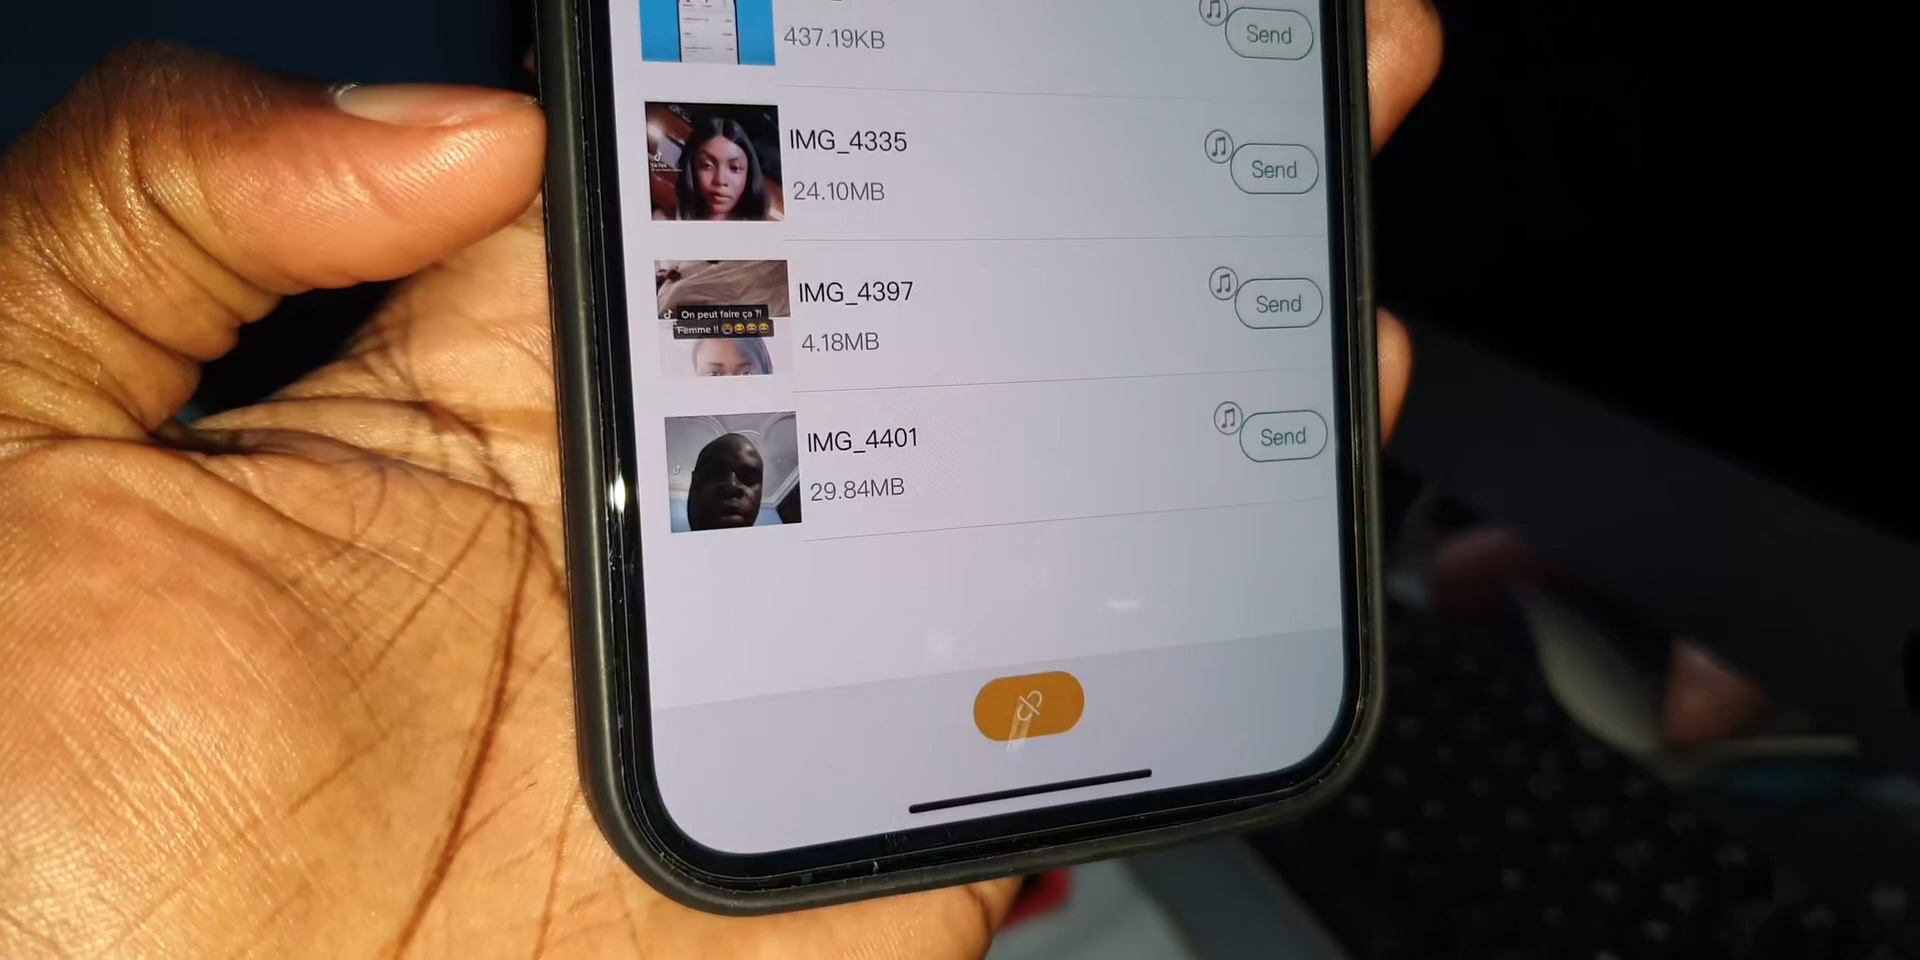 437.19KB
Send
IMG_4335
24.10MB
Send
IMG_4397
4.18MB
Send
On peut faire ça ?!
Femme !! 😭😂😂😂
IMG_4401
29.84MB
Send